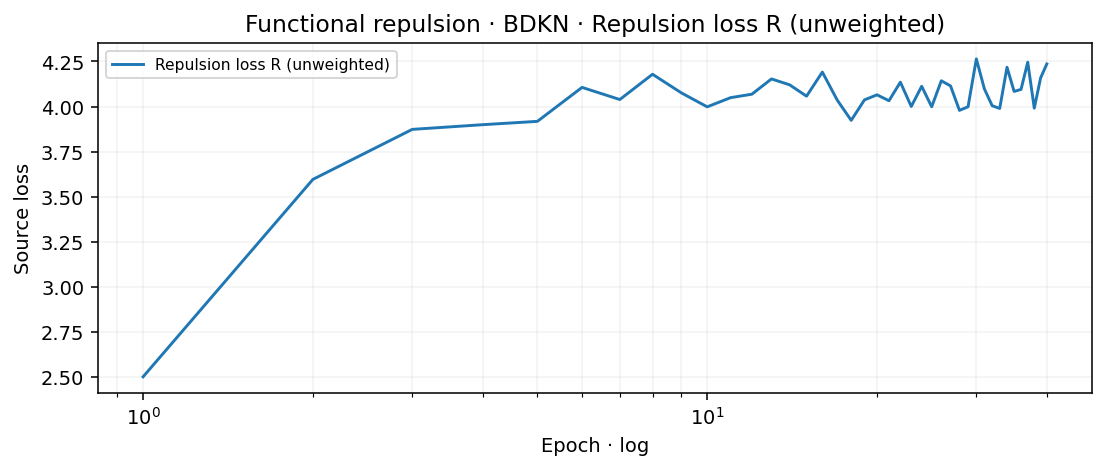 Functional repulsion · BDKN · Repulsion loss R (unweighted)
Repulsion loss R (unweighted)
Source loss
4.25
4.00
3.75
3.50
3.25
3.00
2.75
2.50
10⁰
10¹
Epoch · log